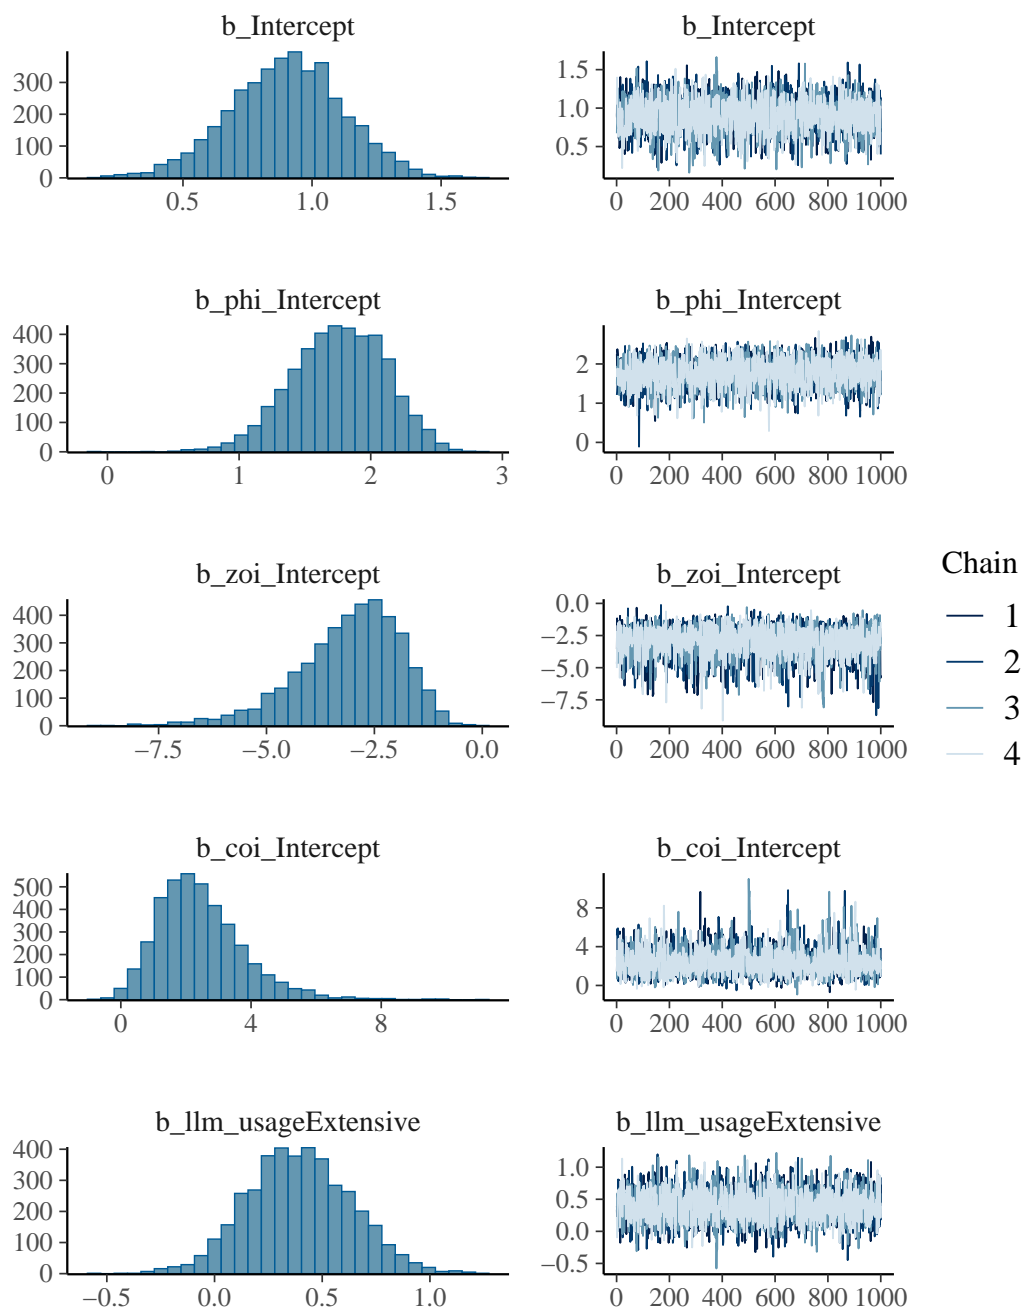 b_Intercept
300
200
100
0
0.5 1.0 1.5
b_Intercept
1.5
1.0
0.5
0 200 400 600 800 1000
b_phi_Intercept
400
300
200
100
0
0 1 2 3
b_phi_Intercept
2
1
0
0 200 400 600 800 1000
b_zoi_Intercept
400
300
200
100
0
−7.5 −5.0 −2.5 0.0
b_zoi_Intercept
0.0
−2.5
−5.0
−7.5
0 200 400 600 800 1000
Chain
1
2
3
4
b_coi_Intercept
500
400
300
200
100
0
0 4 8
b_coi_Intercept
8
4
0
0 200 400 600 800 1000
b_llm_usageExtensive
400
300
200
100
0
−0.5 0.0 0.5 1.0
b_llm_usageExtensive
1.0
0.5
0.0
−0.5
0 200 400 600 800 1000